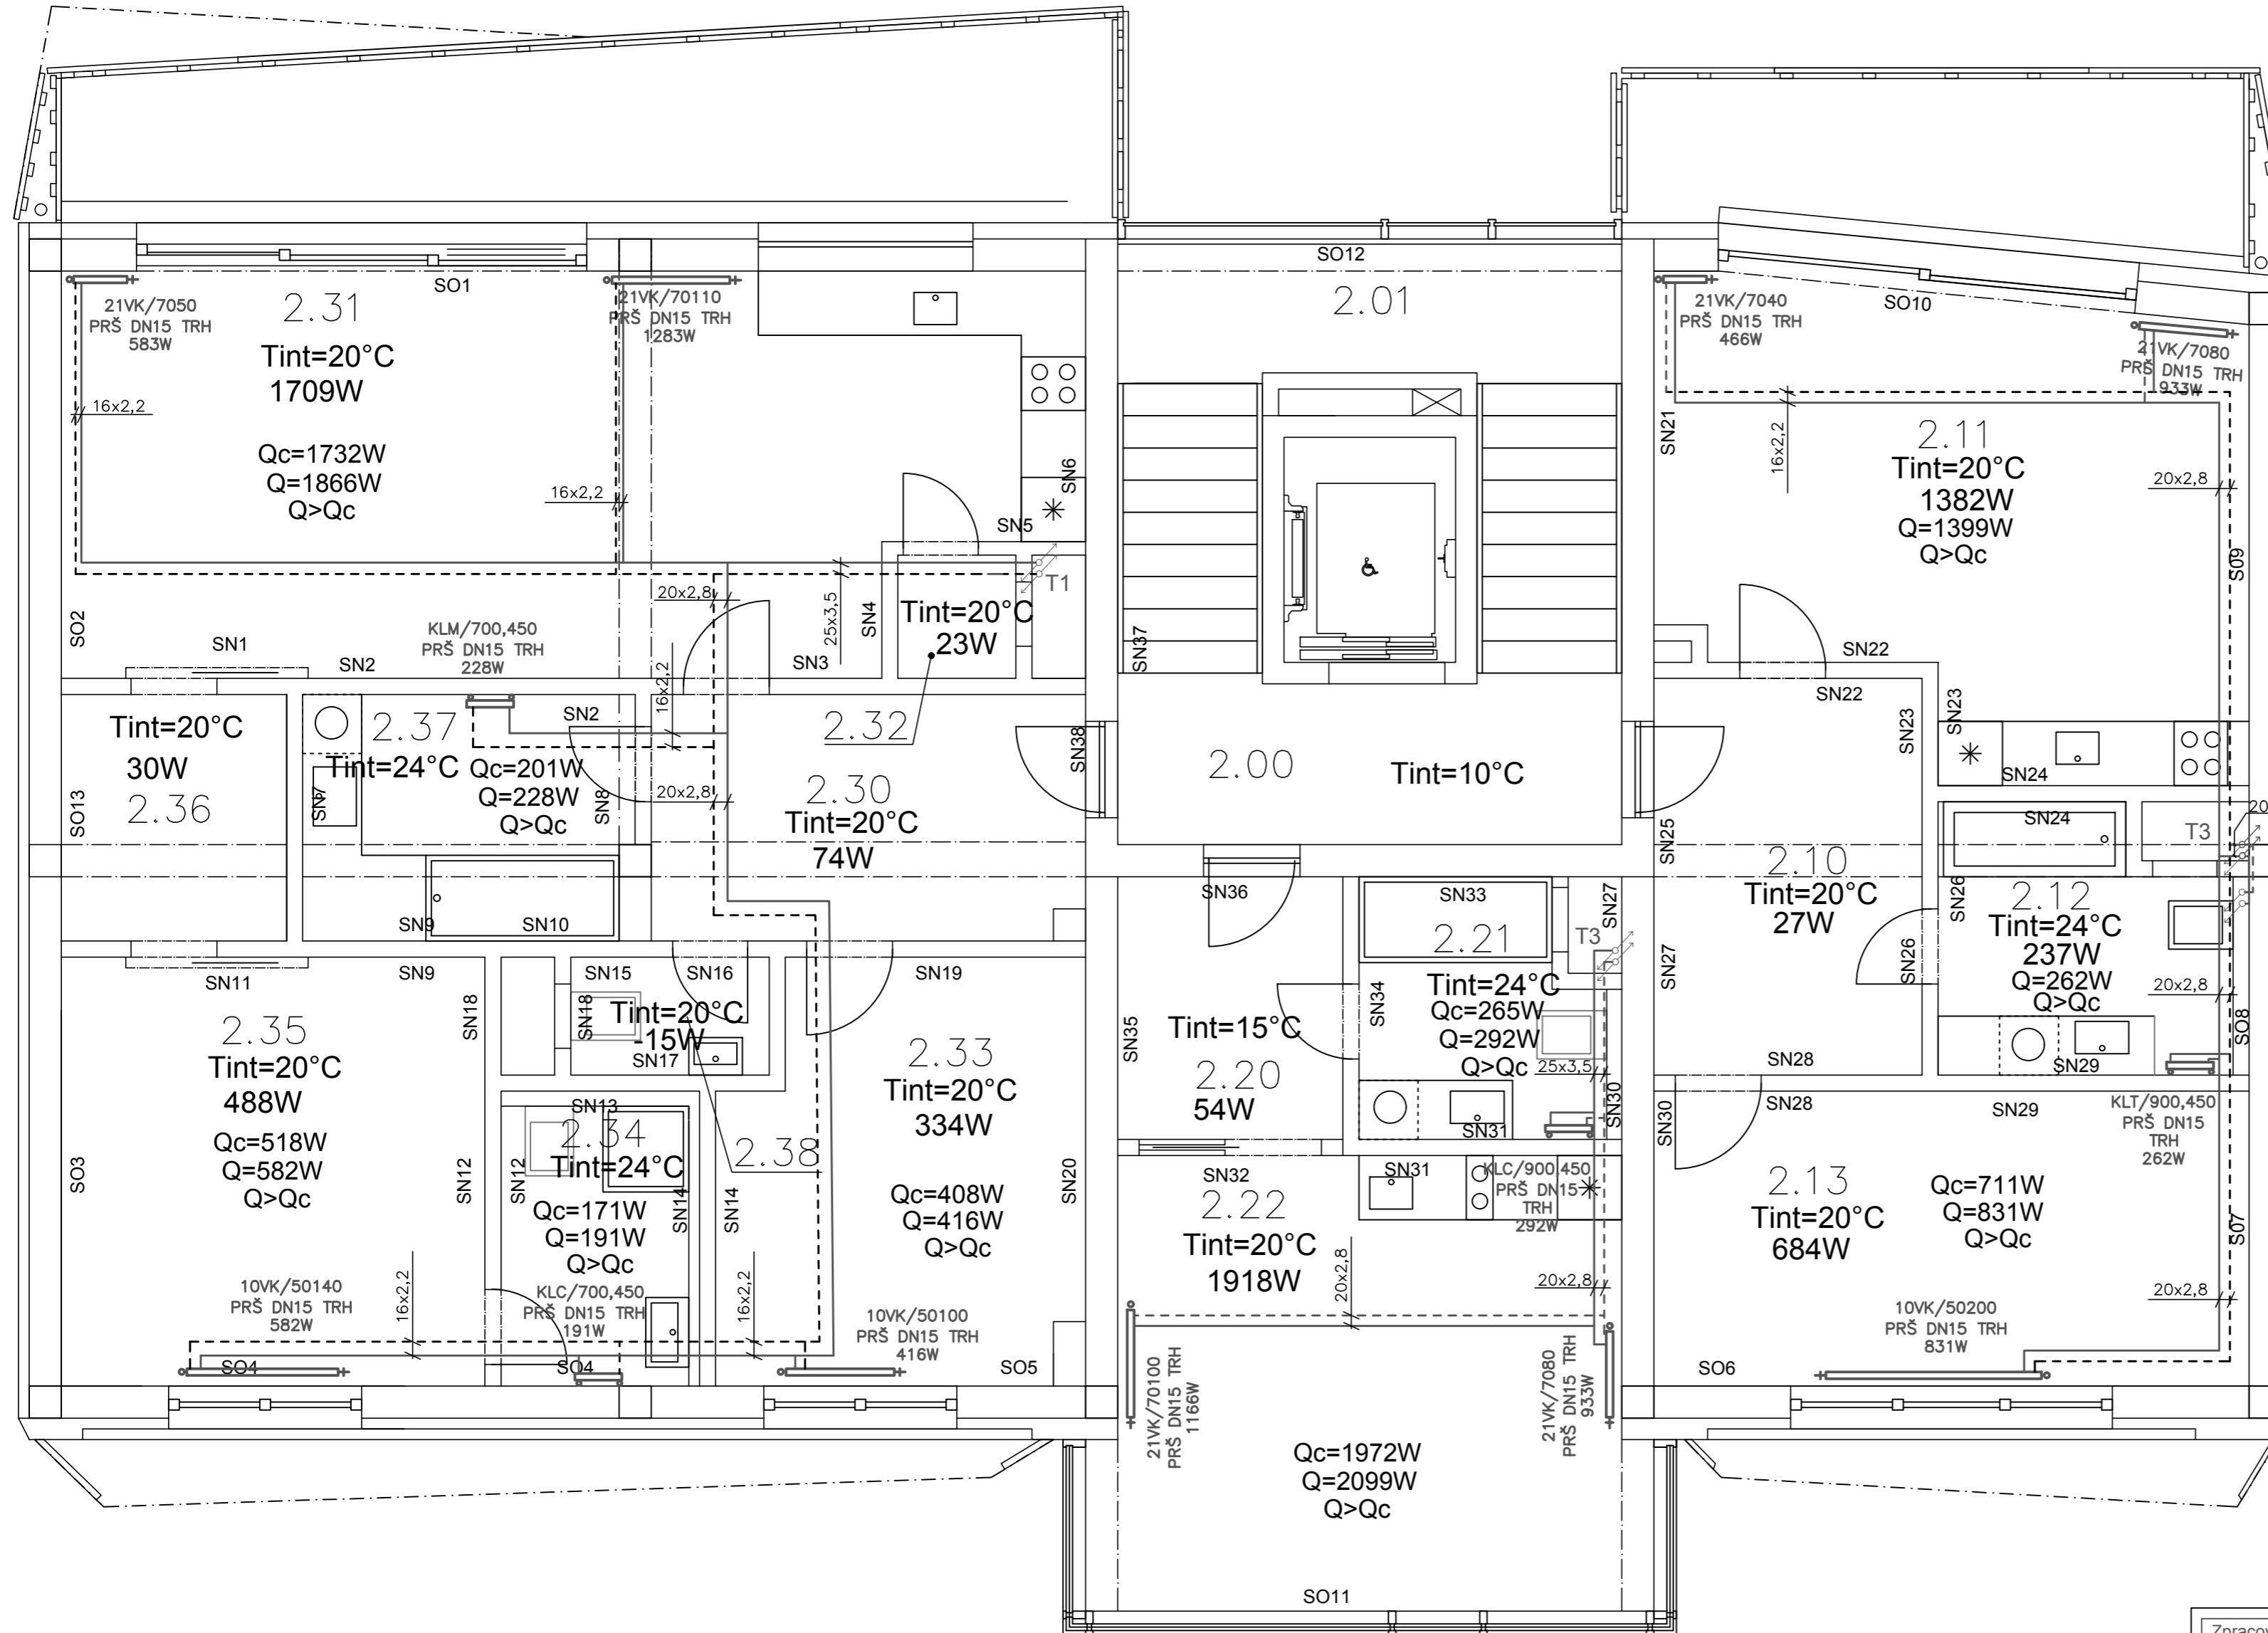 SO12
2.01
SO1
2.31
21VK/7050
PRŠ DN15 TRH
583W
Tint=20°C
1709W
16x2,2
Qc=1732W
Q=1866W
Q>Qc
16x2,2
21VK/70110
PRŠ DN15 TRH
1283W
SN6
SN5
T1
20x2,8
25x3,5
SN4
Tint=20°C
23W
SN3
SO2
SN1
SN2
KLM/700,450
PRŠ DN15 TRH
228W
16x2,2
SN37
SO10
21VK/7040
PRŠ DN15 TRH
466W
21VK/7080
PRŠ DN15 TRH
933W
SN21
16x2,2
2.11
Tint=20°C
1382W
Q=1399W
Q>Qc
20x2,8
SO9
SN22
SN22
SN23
SN23
SN24
SN24
T3
20
Tint=20°C
30W
2.36
SO13
2.37
SN2
Tint=24°C
Qc=201W
Q=228W
Q>Qc
SN7
SN8
20x2,8
2.32
2.30
Tint=20°C
74W
SN38
2.00
Tint=10°C
SN25
2.10
Tint=20°C
27W
SN27
SN26
SN26
2.12
Tint=24°C
237W
Q=262W
Q>Qc
20x2,8
SO8
SN9
SN10
SN9
SN11
SN15
SN16
SN19
SN18
SN18
Tint=20°C
-15W
SN17
2.35
Tint=20°C
488W
Qc=518W
Q=582W
Q>Qc
SO3
SN12
SN12
SN13
2.34
Tint=24°C
Qc=171W
Q=191W
Q>Qc
SN14
SN14
2.38
2.33
Tint=20°C
334W
Qc=408W
Q=416W
Q>Qc
SN20
10VK/50140
PRŠ DN15 TRH
582W
16x2,2
KLC/700,450
PRŠ DN15 TRH
191W
16x2,2
10VK/50100
PRŠ DN15 TRH
416W
SO4
SO4
SO5
SN36
SN33
2.21
SN27
T3
SN34
Tint=24°C
Qc=265W
Q=292W
Q>Qc
25x3,5
SN35
Tint=15°C
2.20
54W
SN30
SN31
SN31
SN32
2.22
Tint=20°C
1918W
KLC/900,450
PRŠ DN15
TRH
292W
20x2,8
20x2,8
21VK/70100
PRŠ DN15 TRH
1166W
21VK/7080
PRŠ DN15 TRH
933W
Qc=1972W
Q=2099W
Q>Qc
SO11
SN28
SN28
SN29
SN29
SN30
KLT/900,450
PRŠ DN15
TRH
262W
2.13
Tint=20°C
684W
Qc=711W
Q=831W
Q>Qc
SO7
20x2,8
10VK/50200
PRŠ DN15 TRH
831W
SO6